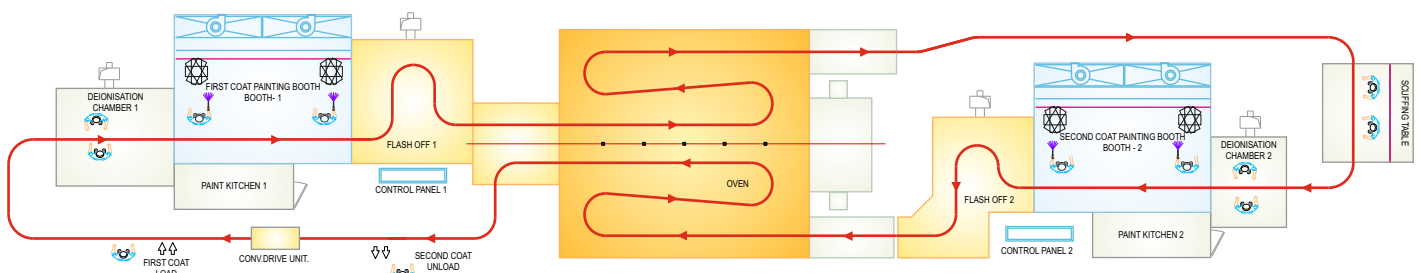 DEIONISATION
CHAMBER 1
FIRST COAT PAINTING BOOTH
BOOTH- 1
FLASH OFF 1
PAINT KITCHEN 1
CONTROL PANEL 1
OVEN
FIRST COAT
LOAD
CONV.DRIVE UNIT.
SECOND COAT
UNLOAD
FLASH OFF 2
SECOND COAT PAINTING BOOTH
BOOTH - 2
DEIONISATION
CHAMBER 2
SCUFFING TABLE
CONTROL PANEL 2
PAINT KITCHEN 2